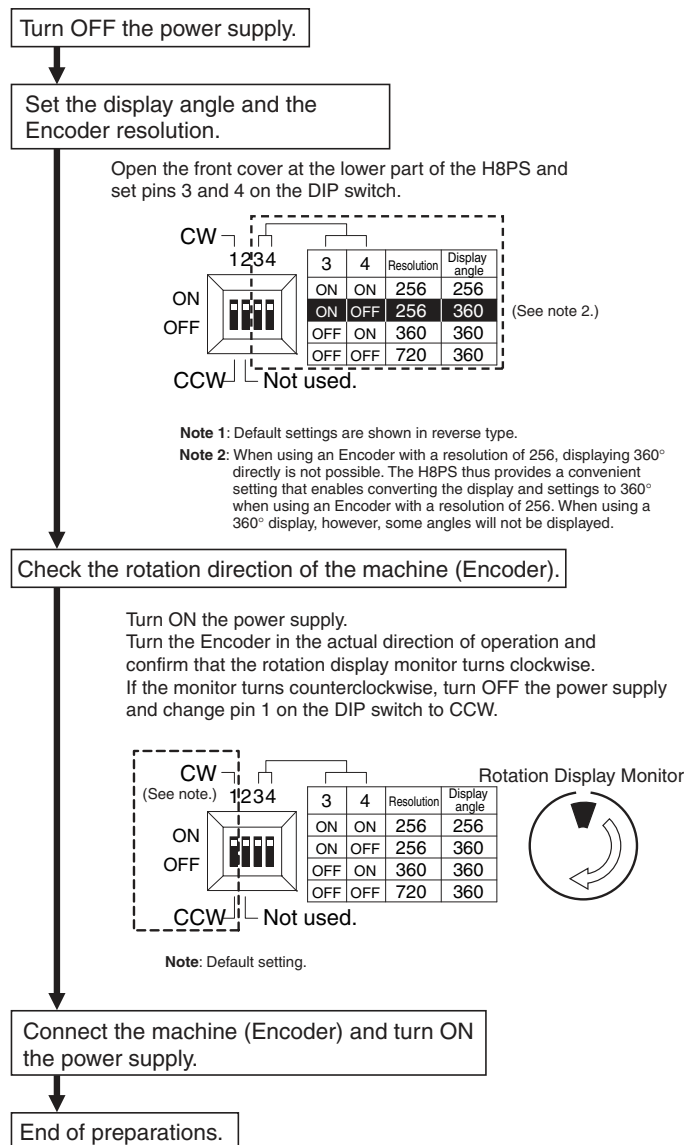 Turn OFF the power supply.
Set the display angle and the
Encoder resolution.
Open the front cover at the lower part of the H8PS and
set pins 3 and 4 on the DIP switch.
CW
1234
ON
OFF
CCW
Not used.
3 4 Resolution Display angle
ON ON 256 256
ON OFF 256 360
OFF ON 360 360
OFF OFF 720 360
(See note 2.)
Note 1: Default settings are shown in reverse type.
Note 2: When using an Encoder with a resolution of 256, displaying 360°
directly is not possible. The H8PS thus provides a convenient
setting that enables converting the display and settings to 360°
when using an Encoder with a resolution of 256. When using a
360° display, however, some angles will not be displayed.
Check the rotation direction of the machine (Encoder).
Turn ON the power supply.
Turn the Encoder in the actual direction of operation and
confirm that the rotation display monitor turns clockwise.
If the monitor turns counterclockwise, turn OFF the power supply
and change pin 1 on the DIP switch to CCW.
CW
(See note.)
1234
ON
OFF
CCW
Not used.
3 4 Resolution Display angle
ON ON 256 256
ON OFF 256 360
OFF ON 360 360
OFF OFF 720 360
Rotation Display Monitor
Note: Default setting.
Connect the machine (Encoder) and turn ON
the power supply.
End of preparations.